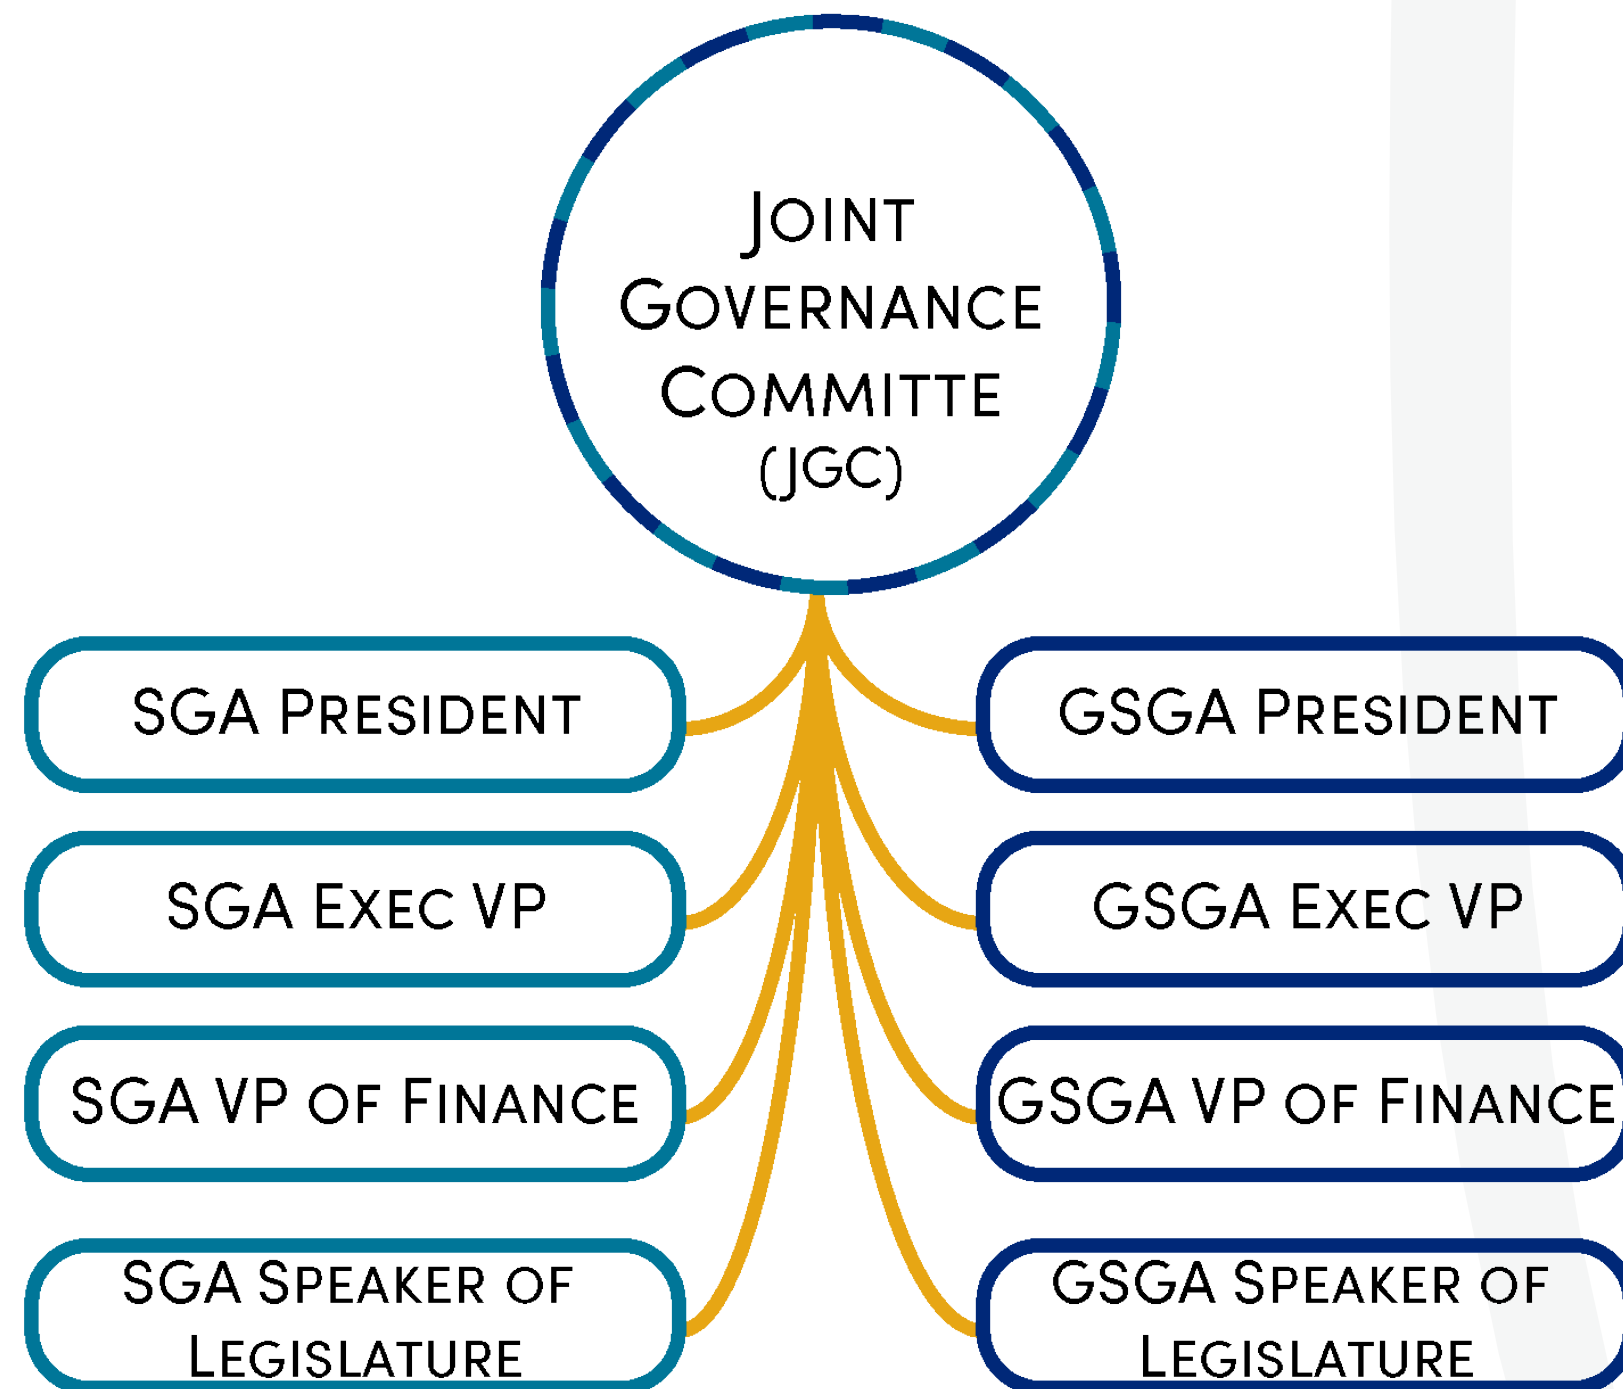 Joint
Governance
Committe
(JGC)
SGA President
GSGA President
SGA Exec VP
GSGA Exec VP
SGA VP of Finance
GSGA VP of Finance
SGA Speaker of
Legislature
GSGA Speaker of
Legislature